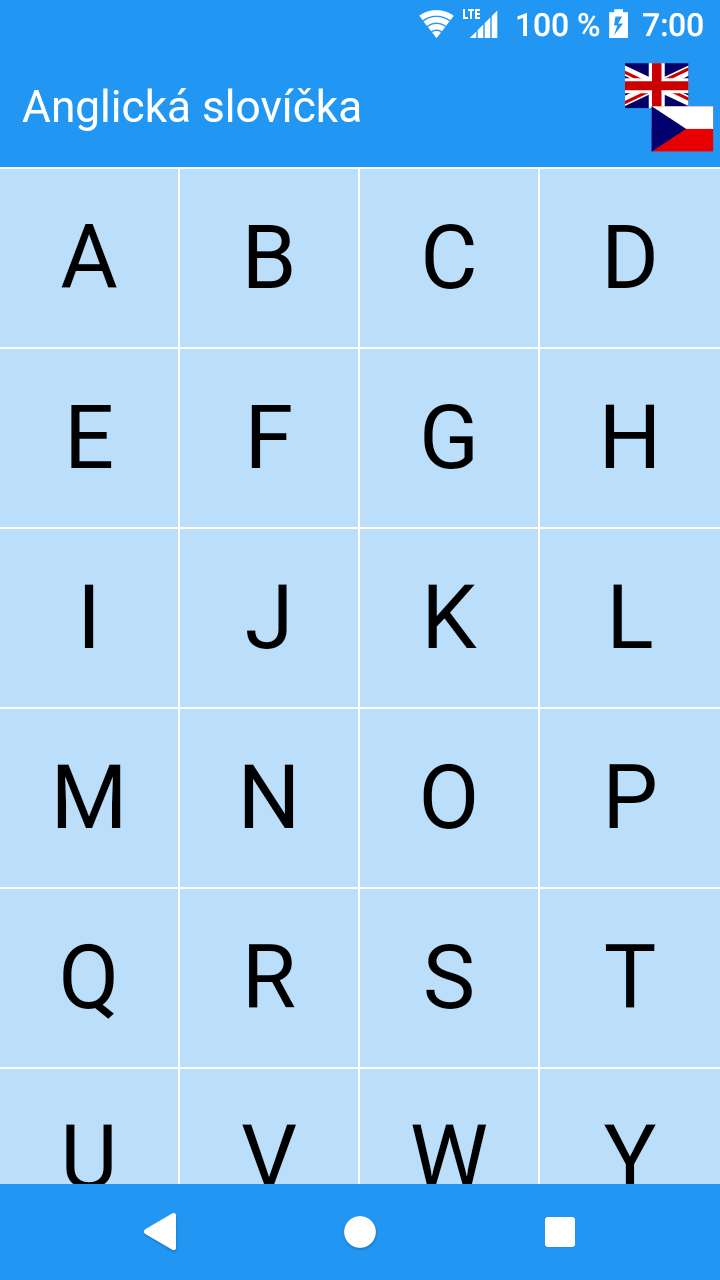 LTE 100 % 7:00
Anglická slovíčka
A B C D
E F G H
I J K L
M N O P
Q R S T
U V W Y